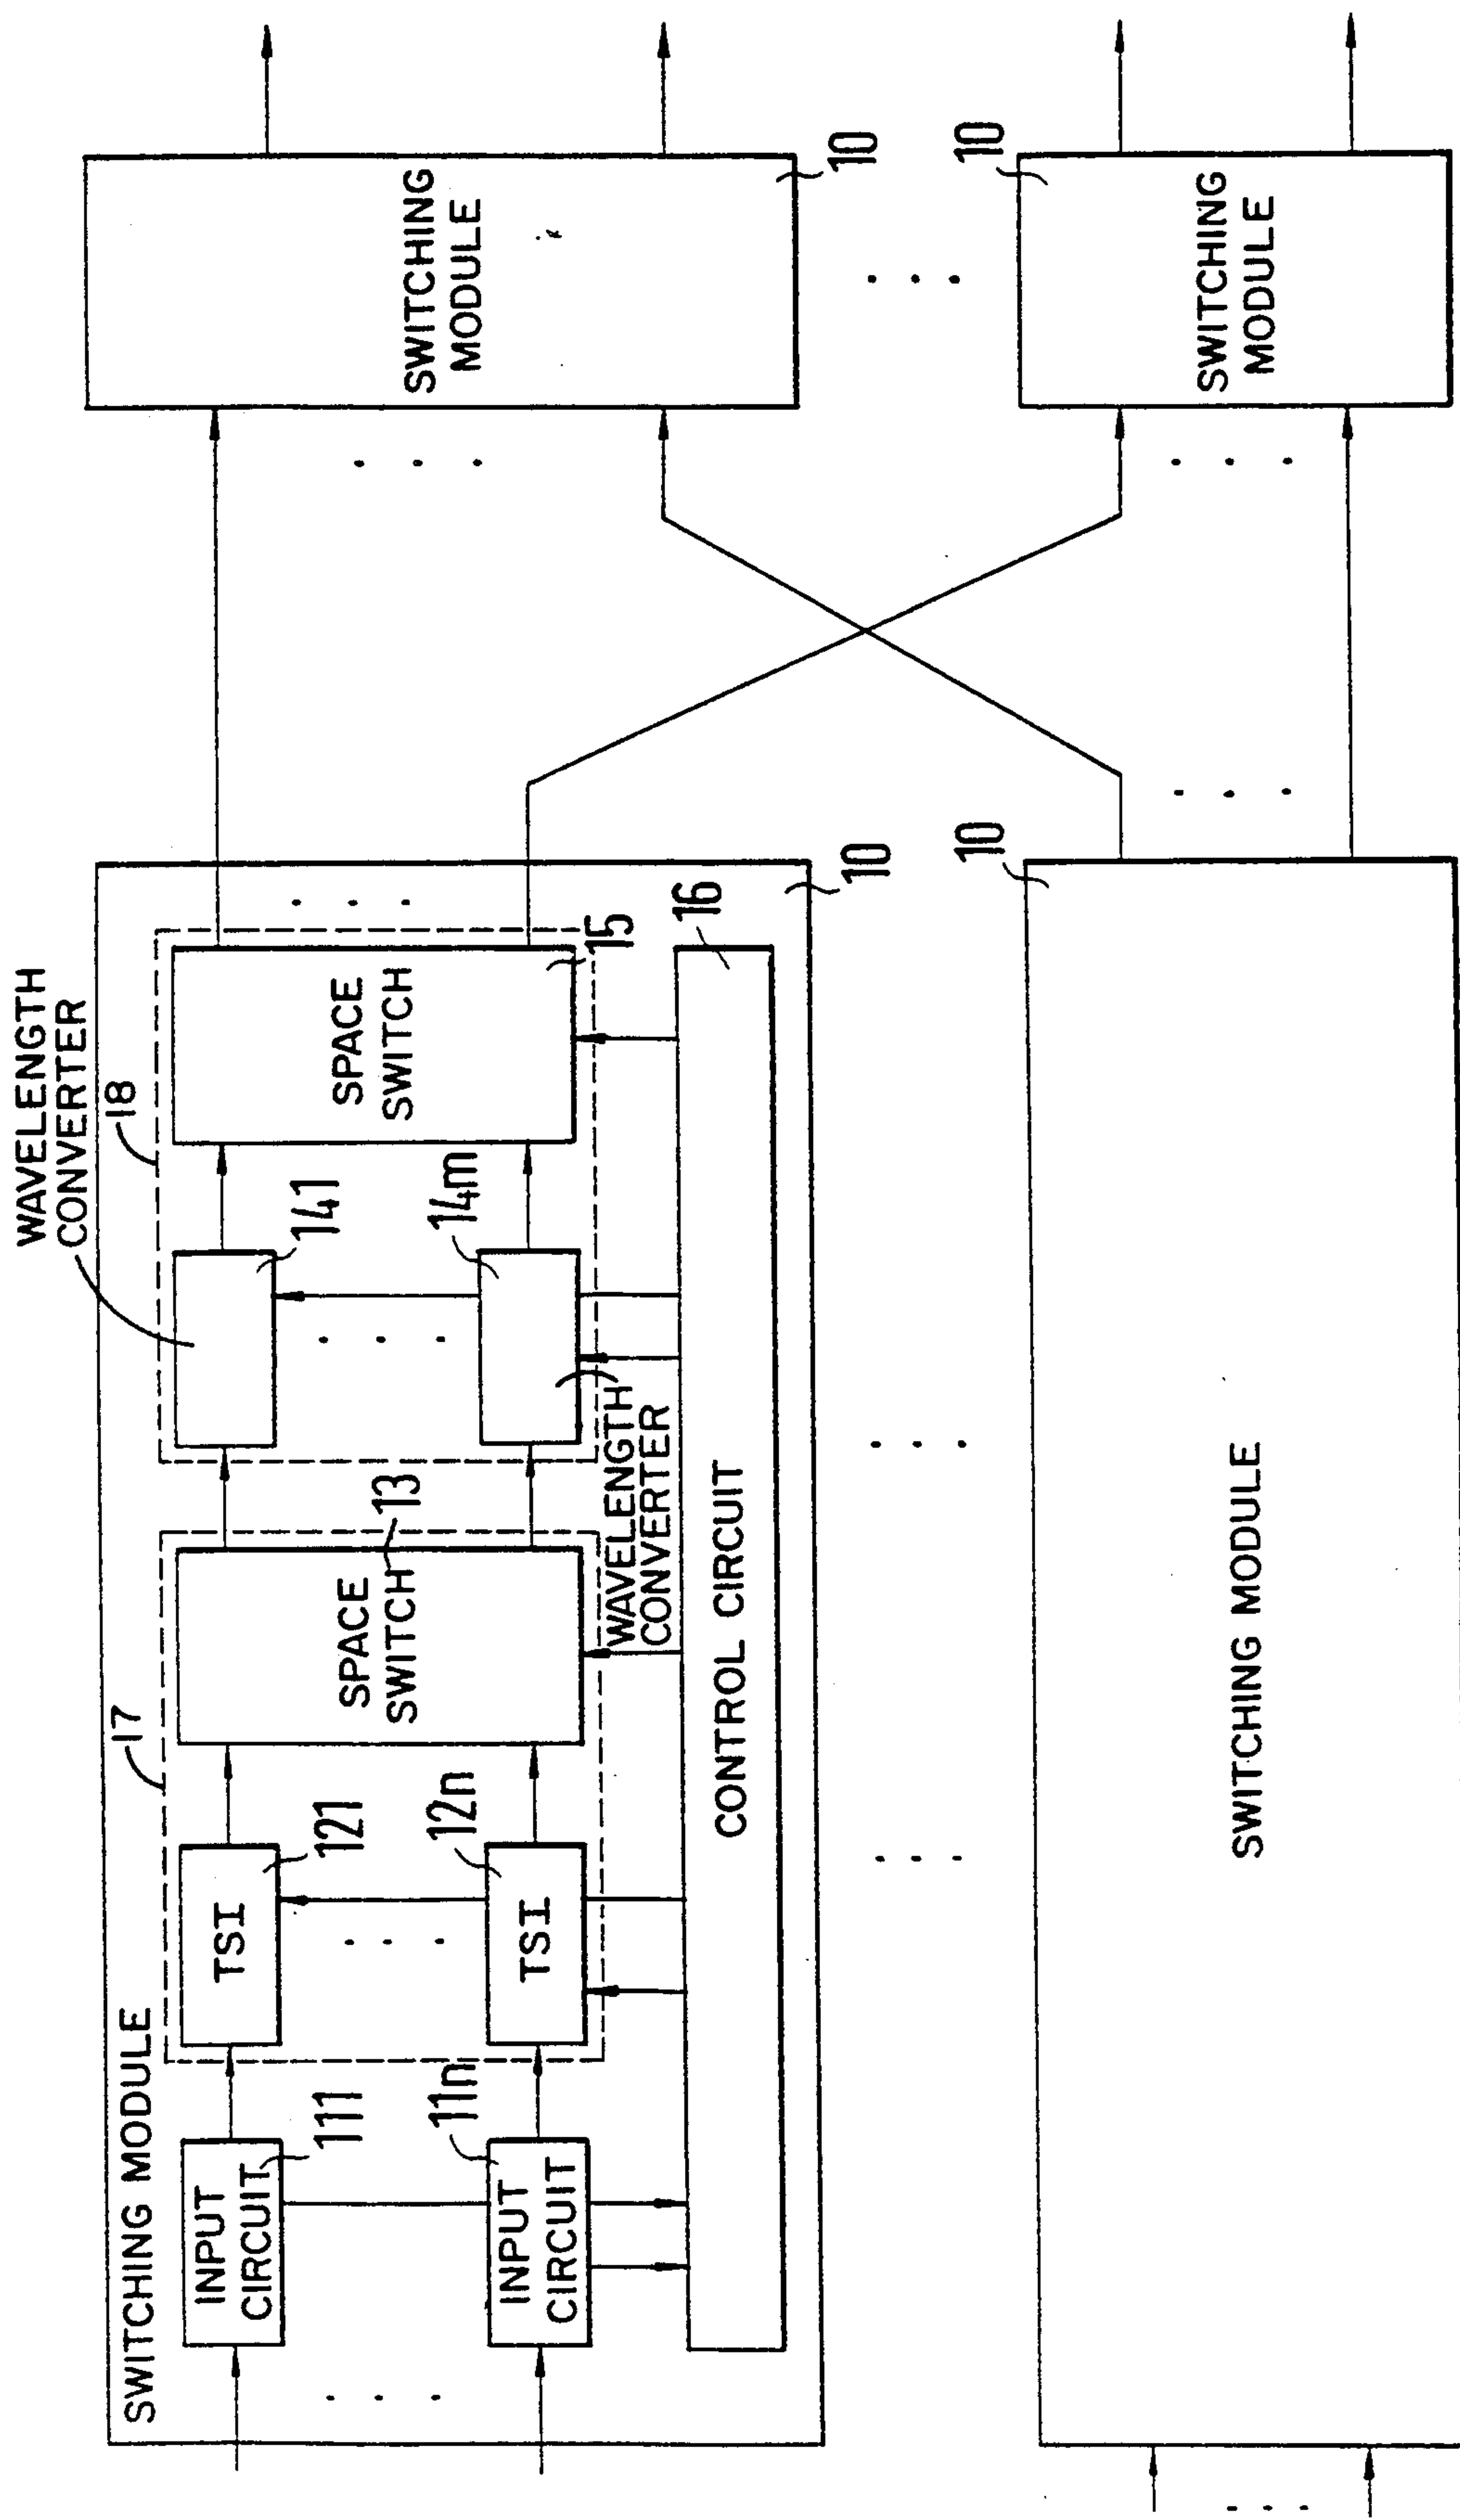 SWITCHING MODULE
17
18
WAVELENGTH
CONVERTER
INPUT
CIRCUIT
111
TSI
121
SPACE
SWITCH
13
141
SPACE
SWITCH
15
INPUT
CIRCUIT
11n
TSI
12n
WAVELENGTH
CONVERTER
14m
CONTROL CIRCUIT
16
10
SWITCHING
MODULE
10
SWITCHING MODULE
10
SWITCHING
MODULE
10